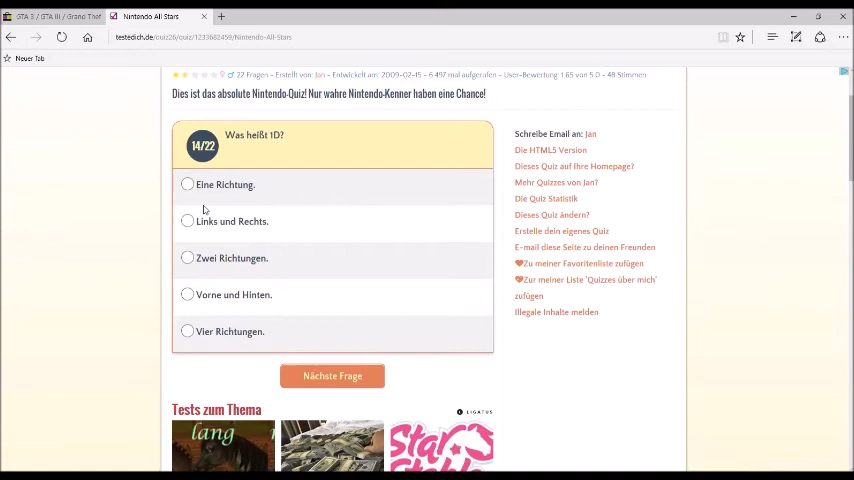 GTA 3 / GTA III / Grand Thef
Nintendo All Stars
testedich.de/quiz26/quiz/1233682459/Nintendo-All-Stars
Neuer Tab
22 Fragen - Erstellt von: Jan - Entwickelt am: 2009-02-15 - 6.497 mal aufgerufen - User-Bewertung: 1.65 von 5.0 - 48 Stimmen
Dies ist das absolute Nintendo-Quiz! Nur wahre Nintendo-Kenner haben eine Chance!
14/22
Was heißt 1D?
Eine Richtung.
Links und Rechts.
Zwei Richtungen.
Vorne und Hinten.
Vier Richtungen.
Nächste Frage
Schreibe Email an: Jan
Die HTML5 Version
Dieses Quiz auf Ihre Homepage?
Mehr Quizzes von Jan?
Die Quiz Statistik
Dieses Quiz ändern?
Erstelle dein eigenes Quiz
E-mail diese Seite zu deinen Freunden
Zu meiner Favoritenliste zufügen
Zur meiner Liste 'Quizzes über mich'
zufügen
Illegale Inhalte melden
Tests zum Thema
LIGATUS
lang
Star
Stable